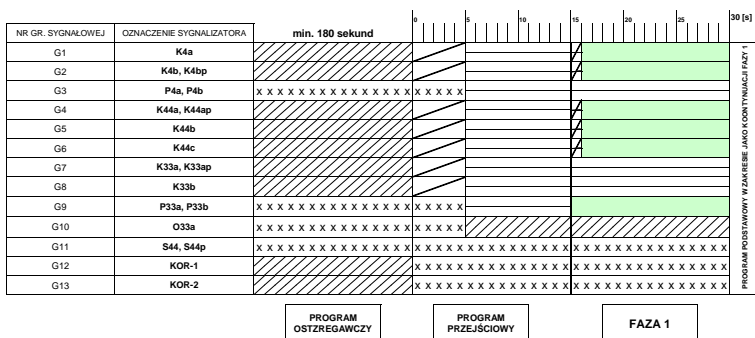 0 5 10 15 20 25 30 [s]
NR GR. SYGNAŁOWEJ OZNACZENIE SYGNALIZATORA min. 180 sekund
G1 K4a
G2 K4b, K4bp
G3 P4a, P4b x x x x x x x x x x x x x x x x x x x x
G4 K44a, K44ap
G5 K44b
G6 K44c
G7 K33a, K33ap
G8 K33b
G9 P33a, P33b x x x x x x x x x x x x x x x x x x x x
G10 O33a x x x x x x x x x x x x x x x x x x x x
G11 S44, S44p x x x x x x x x x x x x x x x x x x x x x x x x x x x x x x x x x x x x x x x x x x x x
G12 KOR-1 x x x x x x x x x x x x x x x x x x x x x x x x x x x x x
G13 KOR-2 x x x x x x x x x x x x x x x x x x x x x x x x x x x x x
PROGRAM PODSTAWOWY W ZAKRESIE JAKO KOONTYNUACJI FAZY 1
PROGRAM
OSTZREGAWCZY
PROGRAM
PRZEJŚCIOWY
FAZA 1